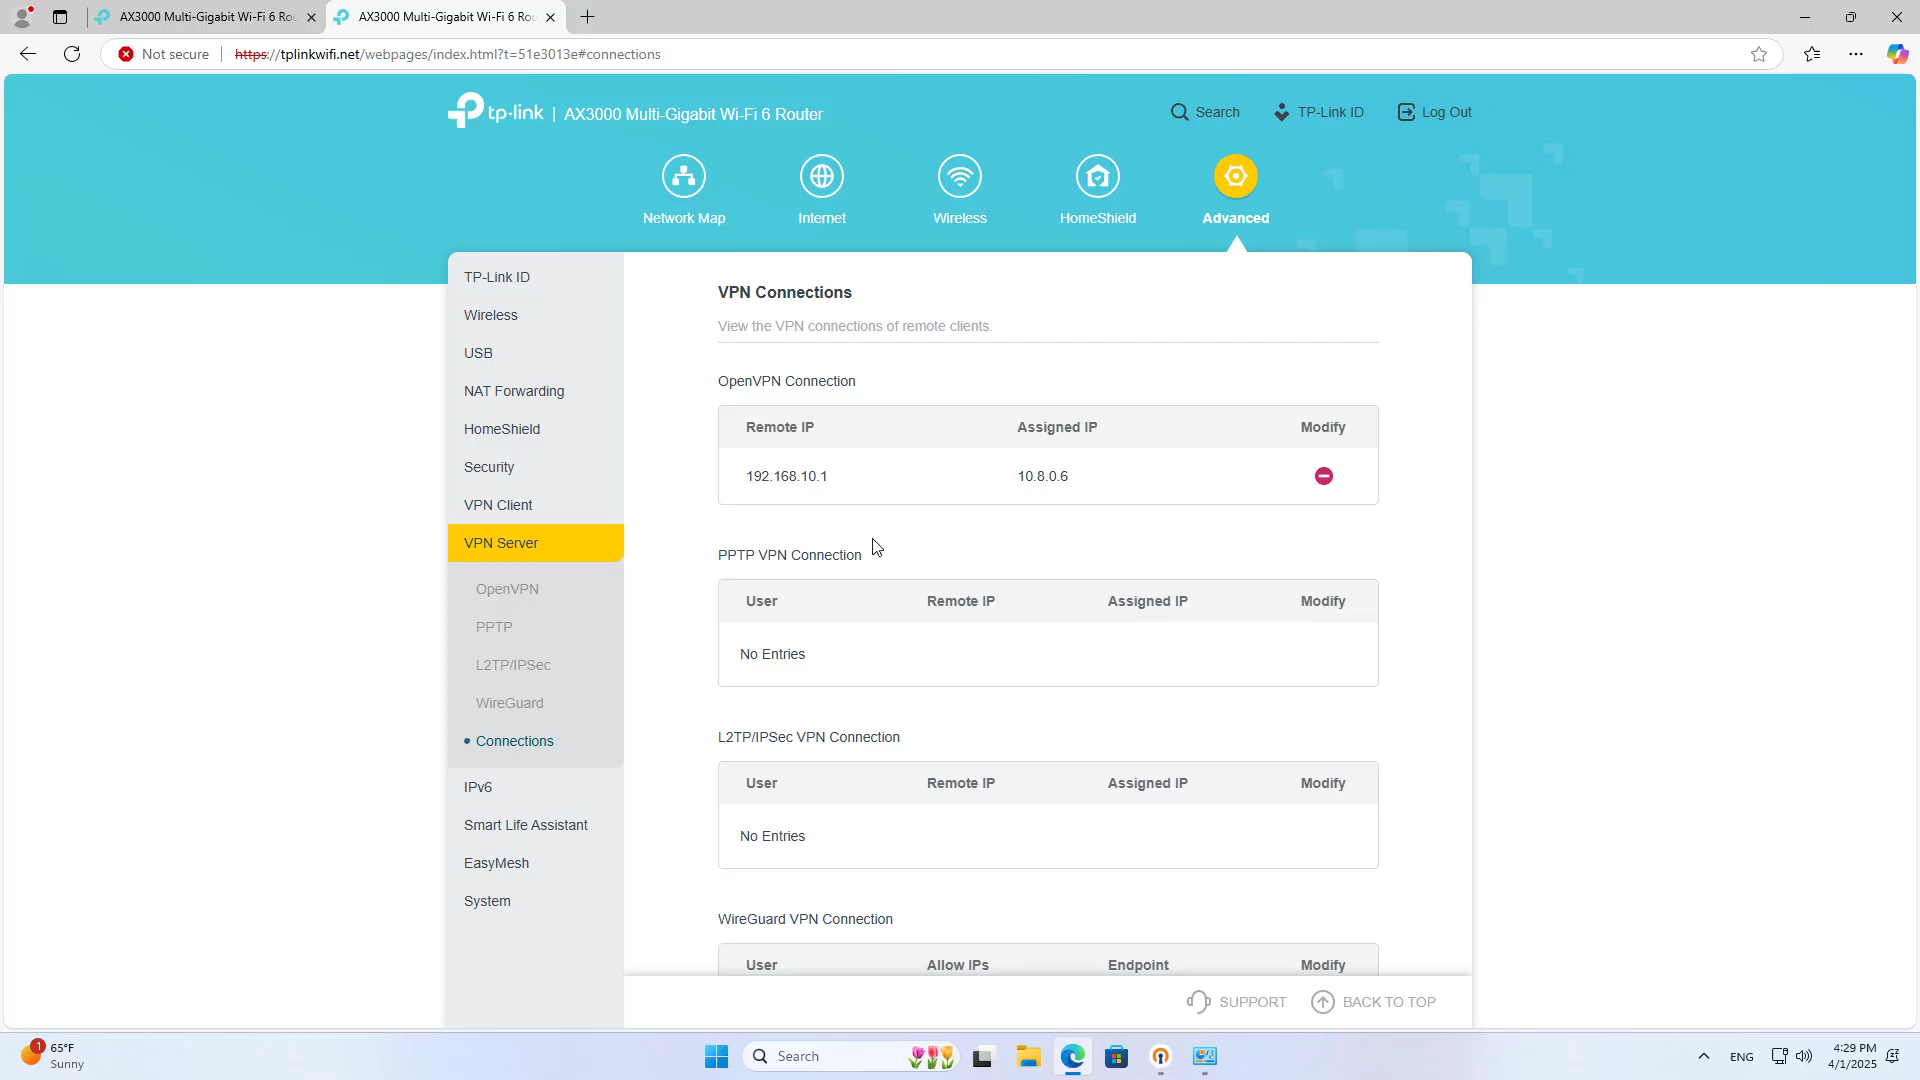 AX3000 Multi-Gigabit Wi-Fi 6 Rou
AX3000 Multi-Gigabit Wi-Fi 6 Rou
Not secure
https://tplinkwifi.net/webpages/index.html?t=51e3013e#connections
tp-link | AX3000 Multi-Gigabit Wi-Fi 6 Router
Search
TP-Link ID
Log Out
Network Map
Internet
Wireless
HomeShield
Advanced
TP-Link ID
Wireless
USB
NAT Forwarding
HomeShield
Security
VPN Client
VPN Server
OpenVPN
PPTP
L2TP/IPSec
WireGuard
Connections
IPv6
Smart Life Assistant
EasyMesh
System
VPN Connections
View the VPN connections of remote clients.
OpenVPN Connection
Remote IP Assigned IP Modify
192.168.10.1 10.8.0.6
PPTP VPN Connection
User Remote IP Assigned IP Modify
No Entries
L2TP/IPSec VPN Connection
User Remote IP Assigned IP Modify
No Entries
WireGuard VPN Connection
User Allow IPs Endpoint Modify
SUPPORT
BACK TO TOP
1
65°F
Sunny
Search
ENG
4:29 PM
4/1/2025